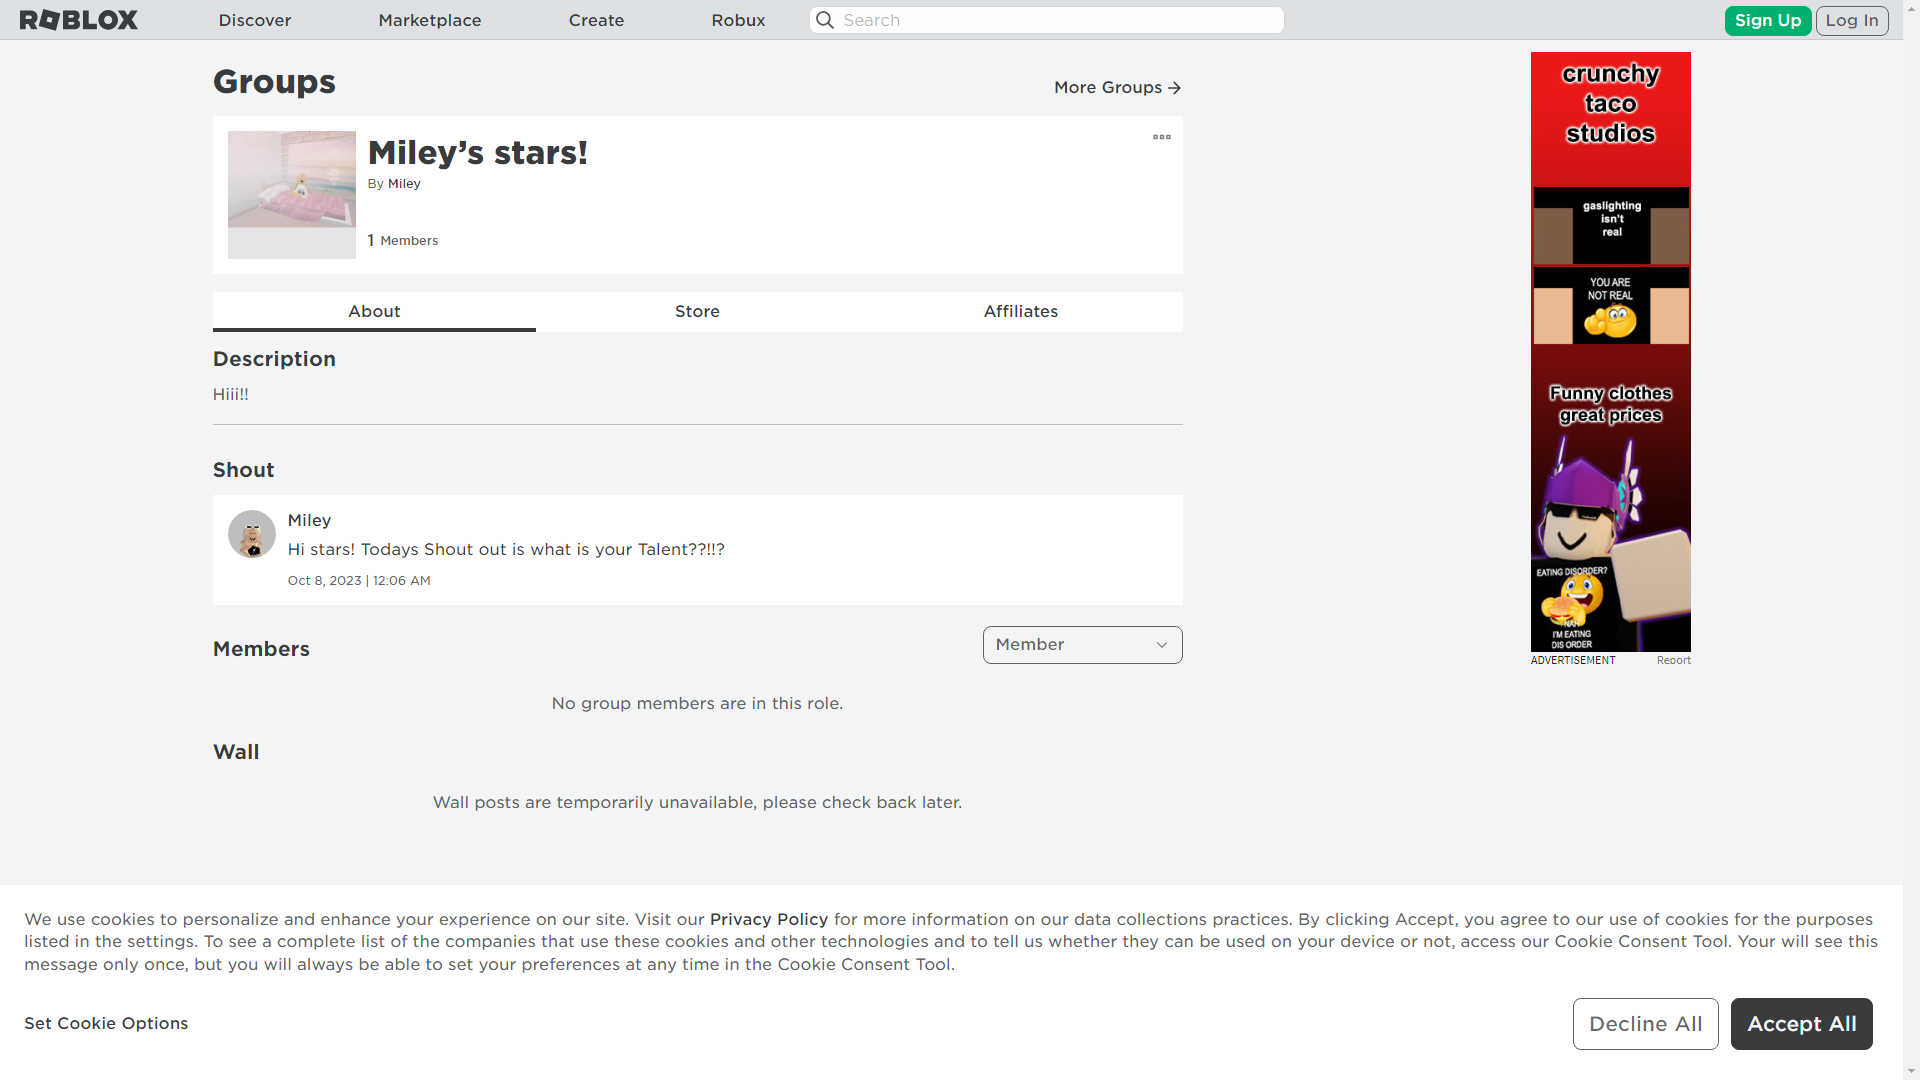 ROBLOX
Discover
Marketplace
Create
Robux
Search
Sign Up
Log In
Groups
More Groups
Miley’s stars!
By Miley
1 Members
About
Store
Affiliates
Description
Hiii!!
Shout
Miley
Hi stars! Todays Shout out is what is your Talent??!!?
Oct 8, 2023 | 12:06 AM
Members
Member
No group members are in this role.
Wall
Wall posts are temporarily unavailable, please check back later.
crunchy
taco
studios
gaslighting
isn't
real
YOU ARE
NOT REAL
Funny clothes
great prices
EATING DISORDER?
NAH
I'M EATING
DIS ORDER
ADVERTISEMENT
Report
We use cookies to personalize and enhance your experience on our site. Visit our Privacy Policy for more information on our data collections practices. By clicking Accept, you agree to our use of cookies for the purposes
listed in the settings. To see a complete list of the companies that use these cookies and other technologies and to tell us whether they can be used on your device or not, access our Cookie Consent Tool. Your will see this
message only once, but you will always be able to set your preferences at any time in the Cookie Consent Tool.
Set Cookie Options
Decline All
Accept All